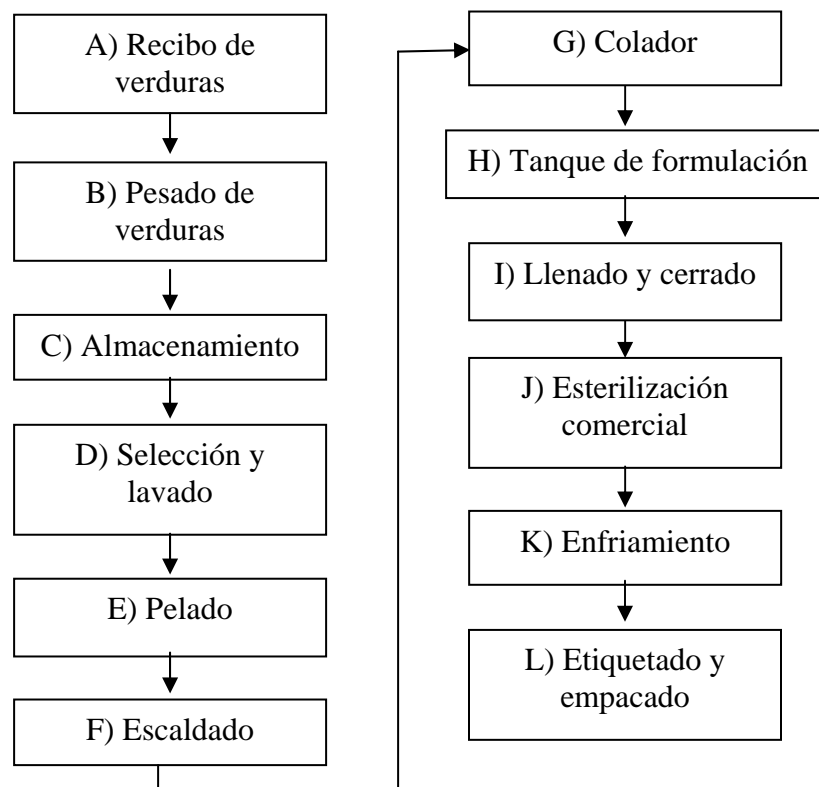 A) Recibo de
verduras
B) Pesado de
verduras
C) Almacenamiento
D) Selección y
lavado
E) Pelado
F) Escaldado
G) Colador
H) Tanque de formulación
I) Llenado y cerrado
J) Esterilización
comercial
K) Enfriamiento
L) Etiquetado y
empacado